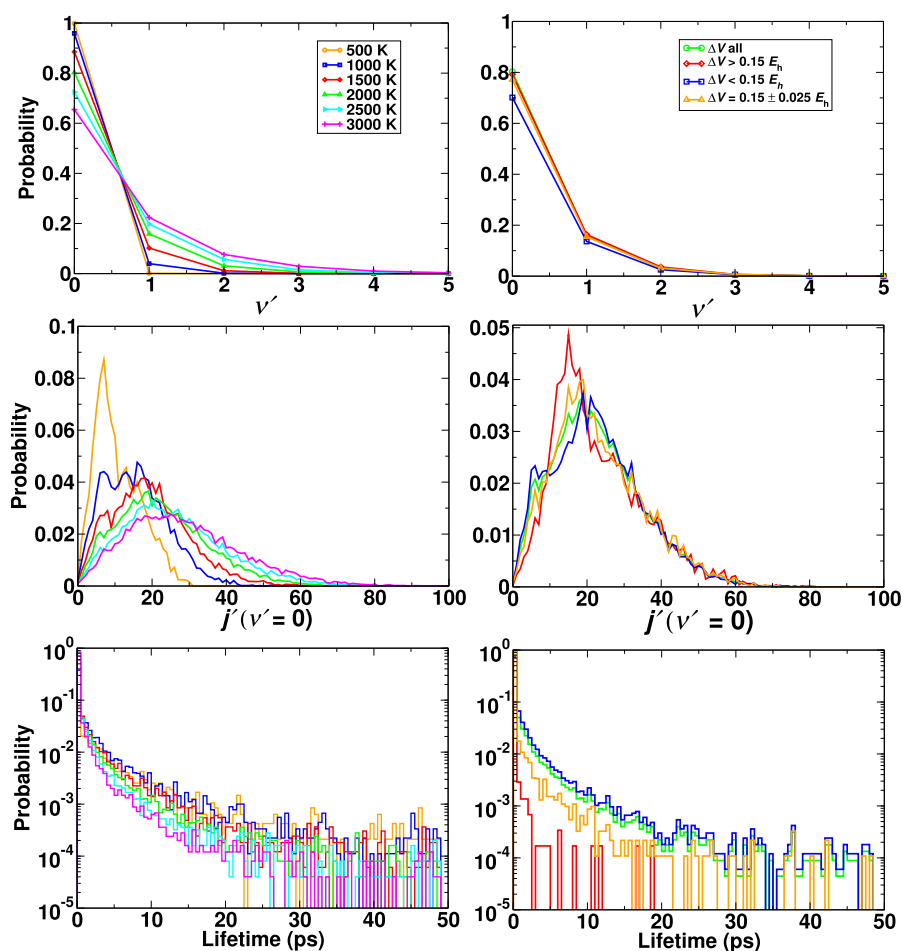 1
0.8
0.6
0.4
0.2
0
Probability
500 K
1000 K
1500 K
2000 K
2500 K
3000 K
0 1 2 3 4 5
ν′
1
0.8
0.6
0.4
0.2
0
ΔV all
ΔV > 0.15 Eh
ΔV < 0.15 Eh
ΔV = 0.15 ± 0.025 Eh
0 1 2 3 4 5
ν′
0.1
0.08
0.06
0.04
0.02
0
Probability
0 20 40 60 80 100
j′(ν′ = 0)
0.05
0.04
0.03
0.02
0.01
0
0 20 40 60 80 100
j′(ν′ = 0)
10^0
10^-1
10^-2
10^-3
10^-4
10^-5
Probability
0 10 20 30 40 50
Lifetime (ps)
10^0
10^-1
10^-2
10^-3
10^-4
10^-5
0 10 20 30 40 50
Lifetime (ps)